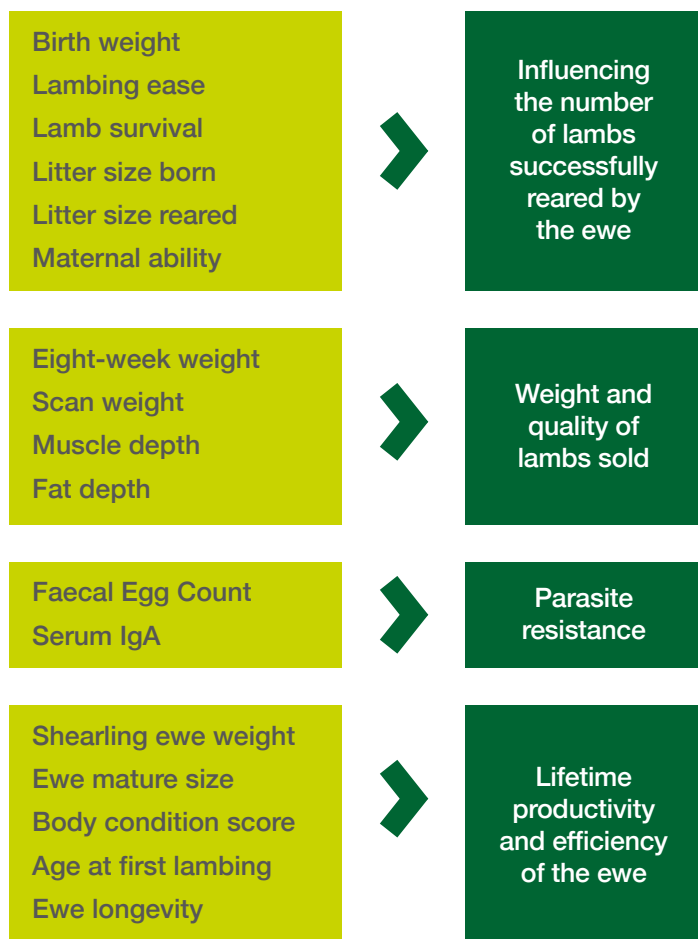 Birth weight
Lambing ease
Lamb survival
Litter size born
Litter size reared
Maternal ability
Influencing
the number
of lambs
successfully
reared by
the ewe
Eight-week weight
Scan weight
Muscle depth
Fat depth
Weight and
quality of
lambs sold
Faecal Egg Count
Serum IgA
Parasite
resistance
Shearling ewe weight
Ewe mature size
Body condition score
Age at first lambing
Ewe longevity
Lifetime
productivity
and efficiency
of the ewe